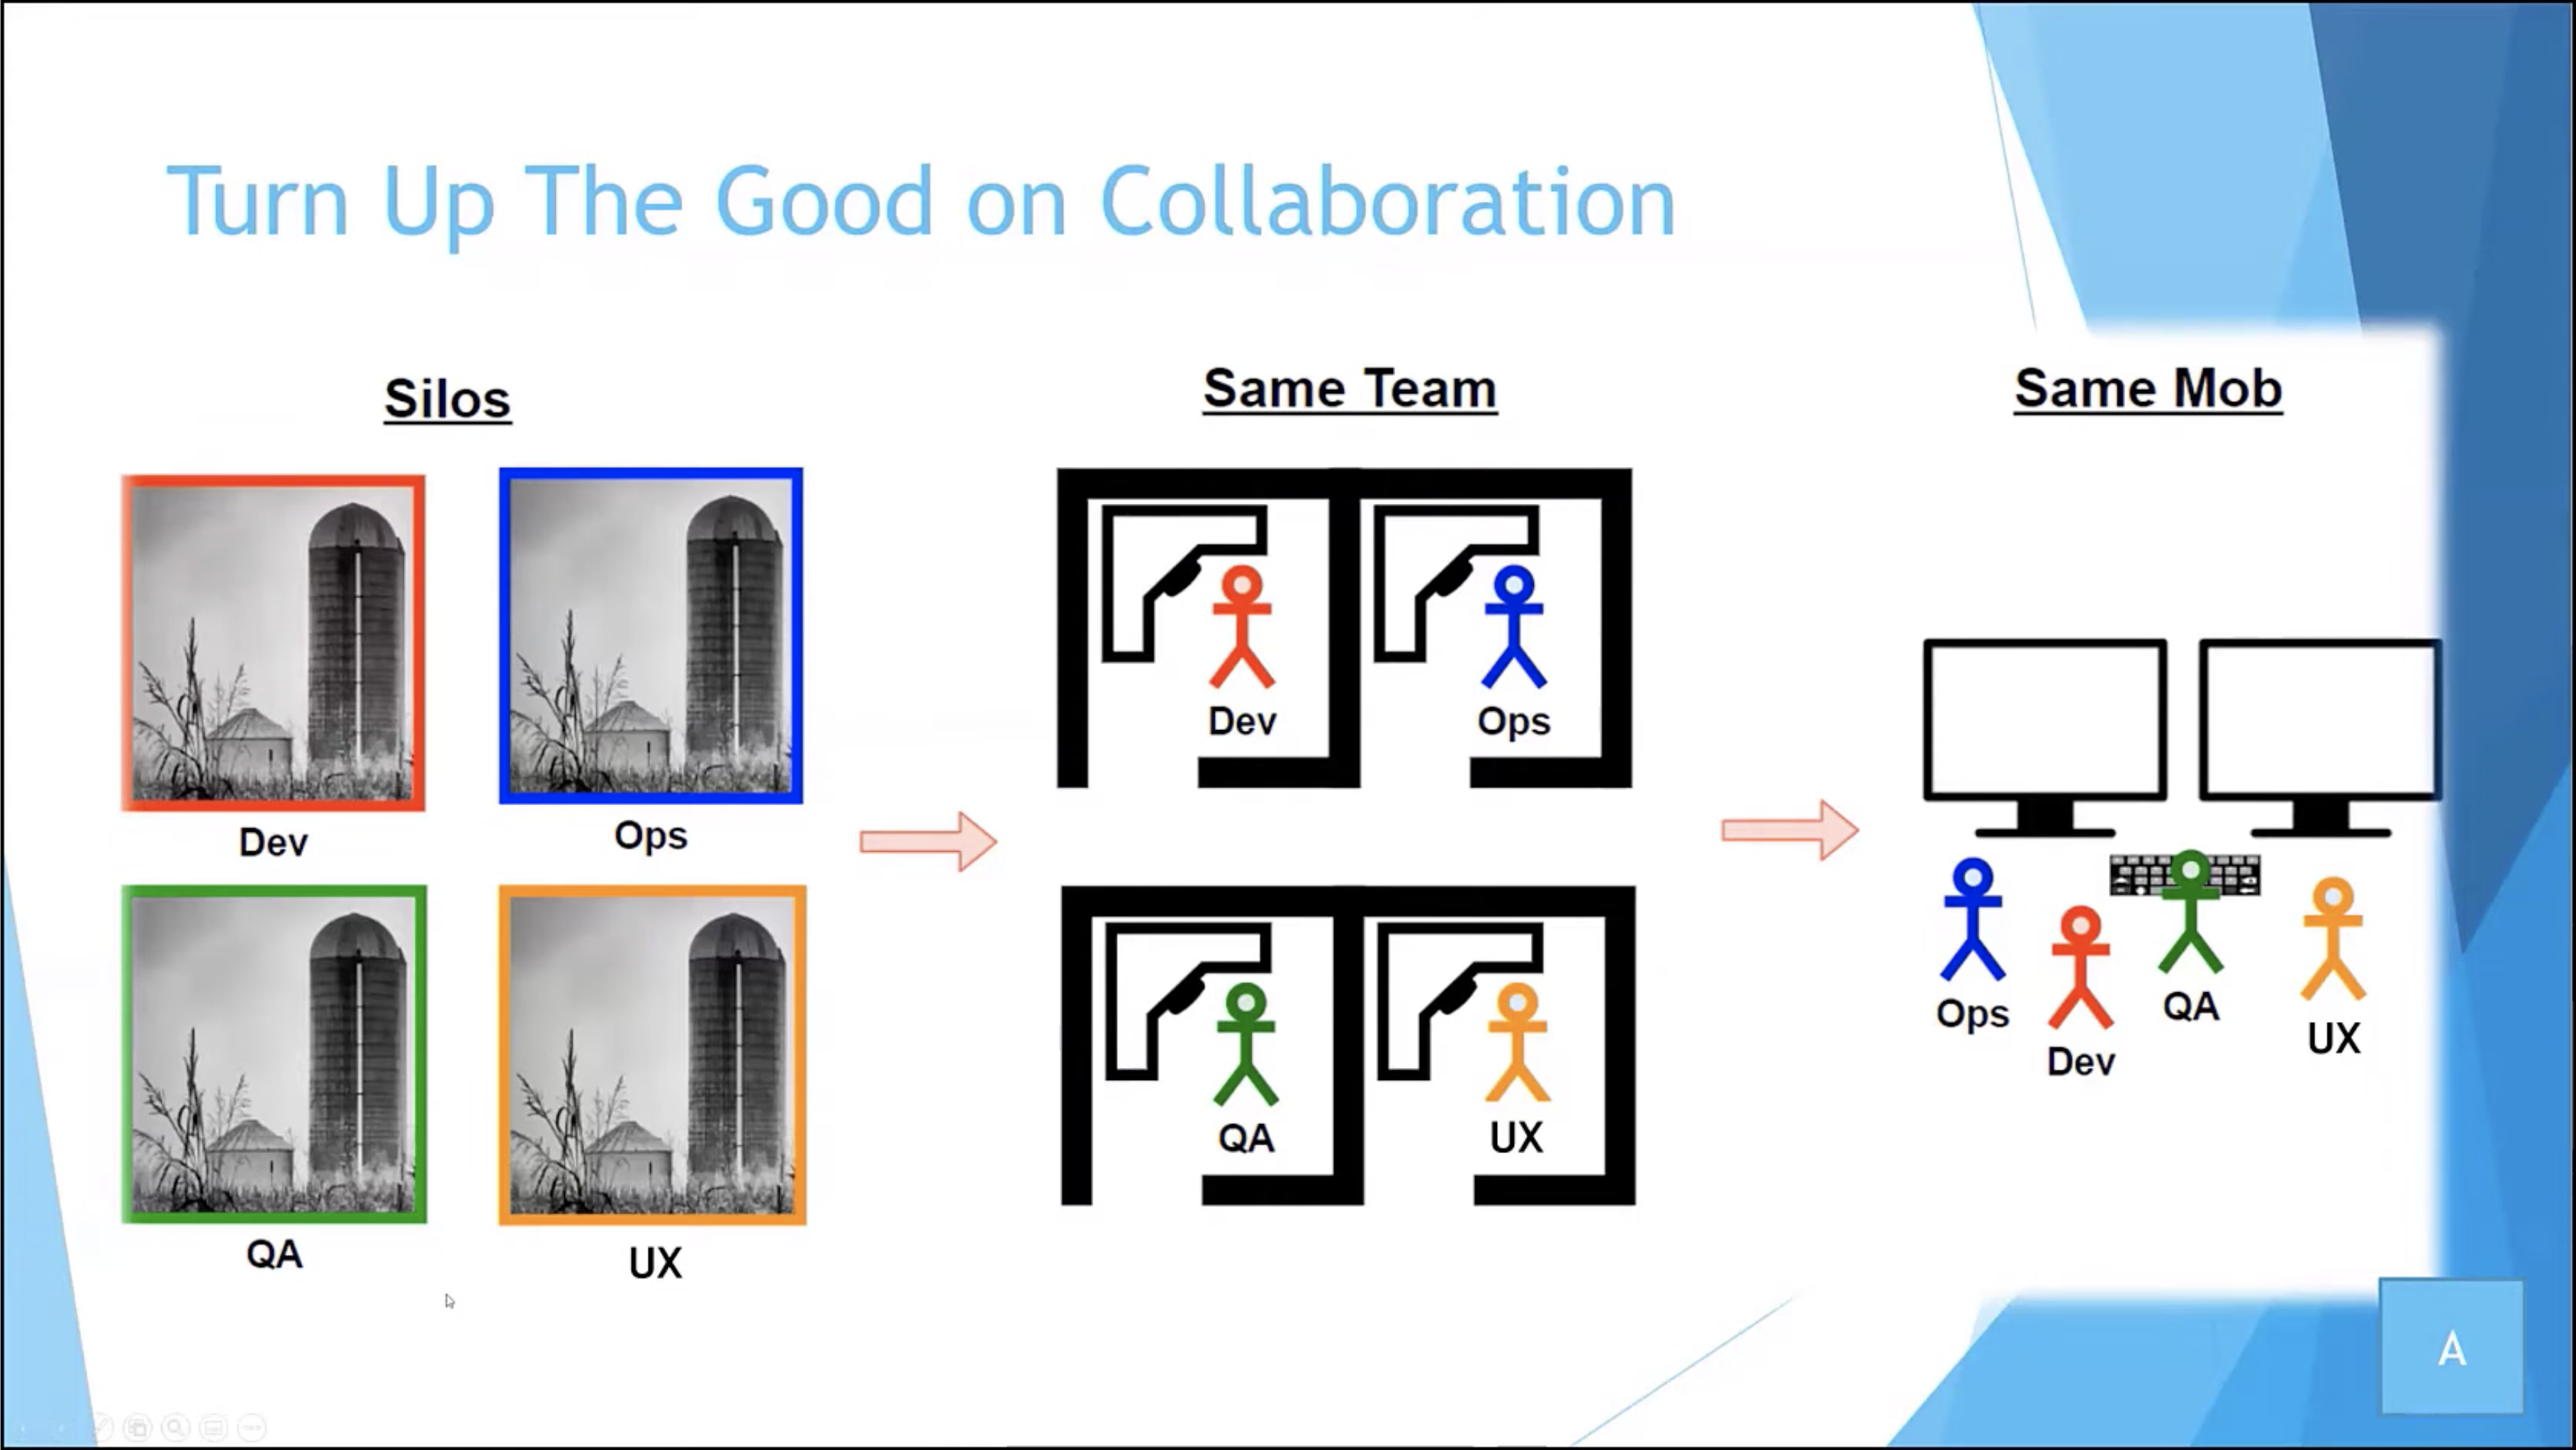 Turn Up The Good on Collaboration
Silos
Dev
Ops
QA
UX
Same Team
Dev
Ops
QA
UX
Same Mob
Ops
Dev
QA
UX
A